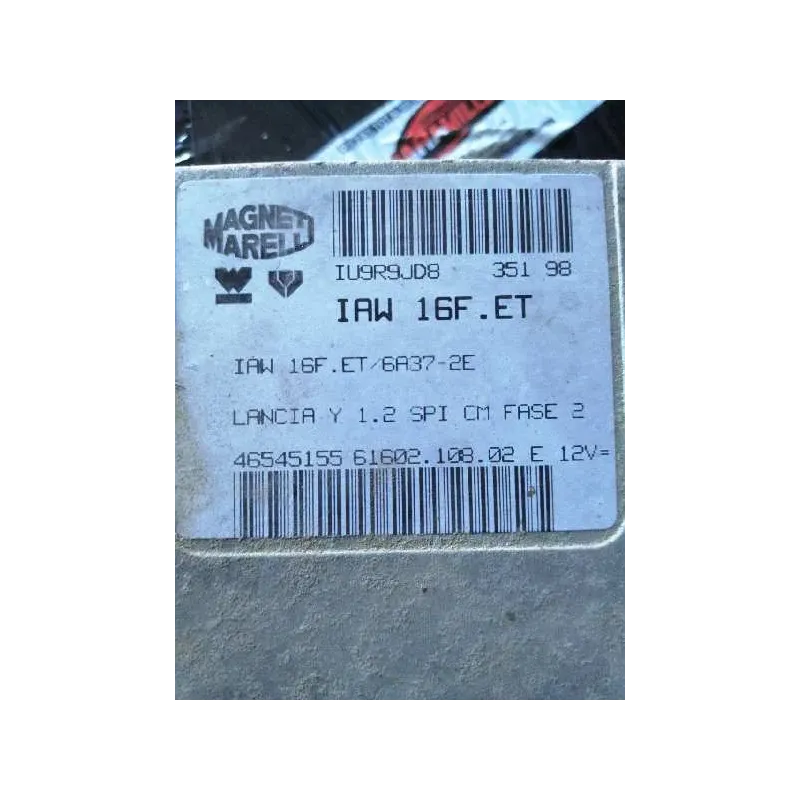 MAGNETI
MARELLI
IU9R9JD8 351 98
IAW 16F.ET
IAW 16F.ET/6A37-2E
LANCIA Y 1.2 SPI CM FASE 2
46545155 61602.108.02 E 12V=